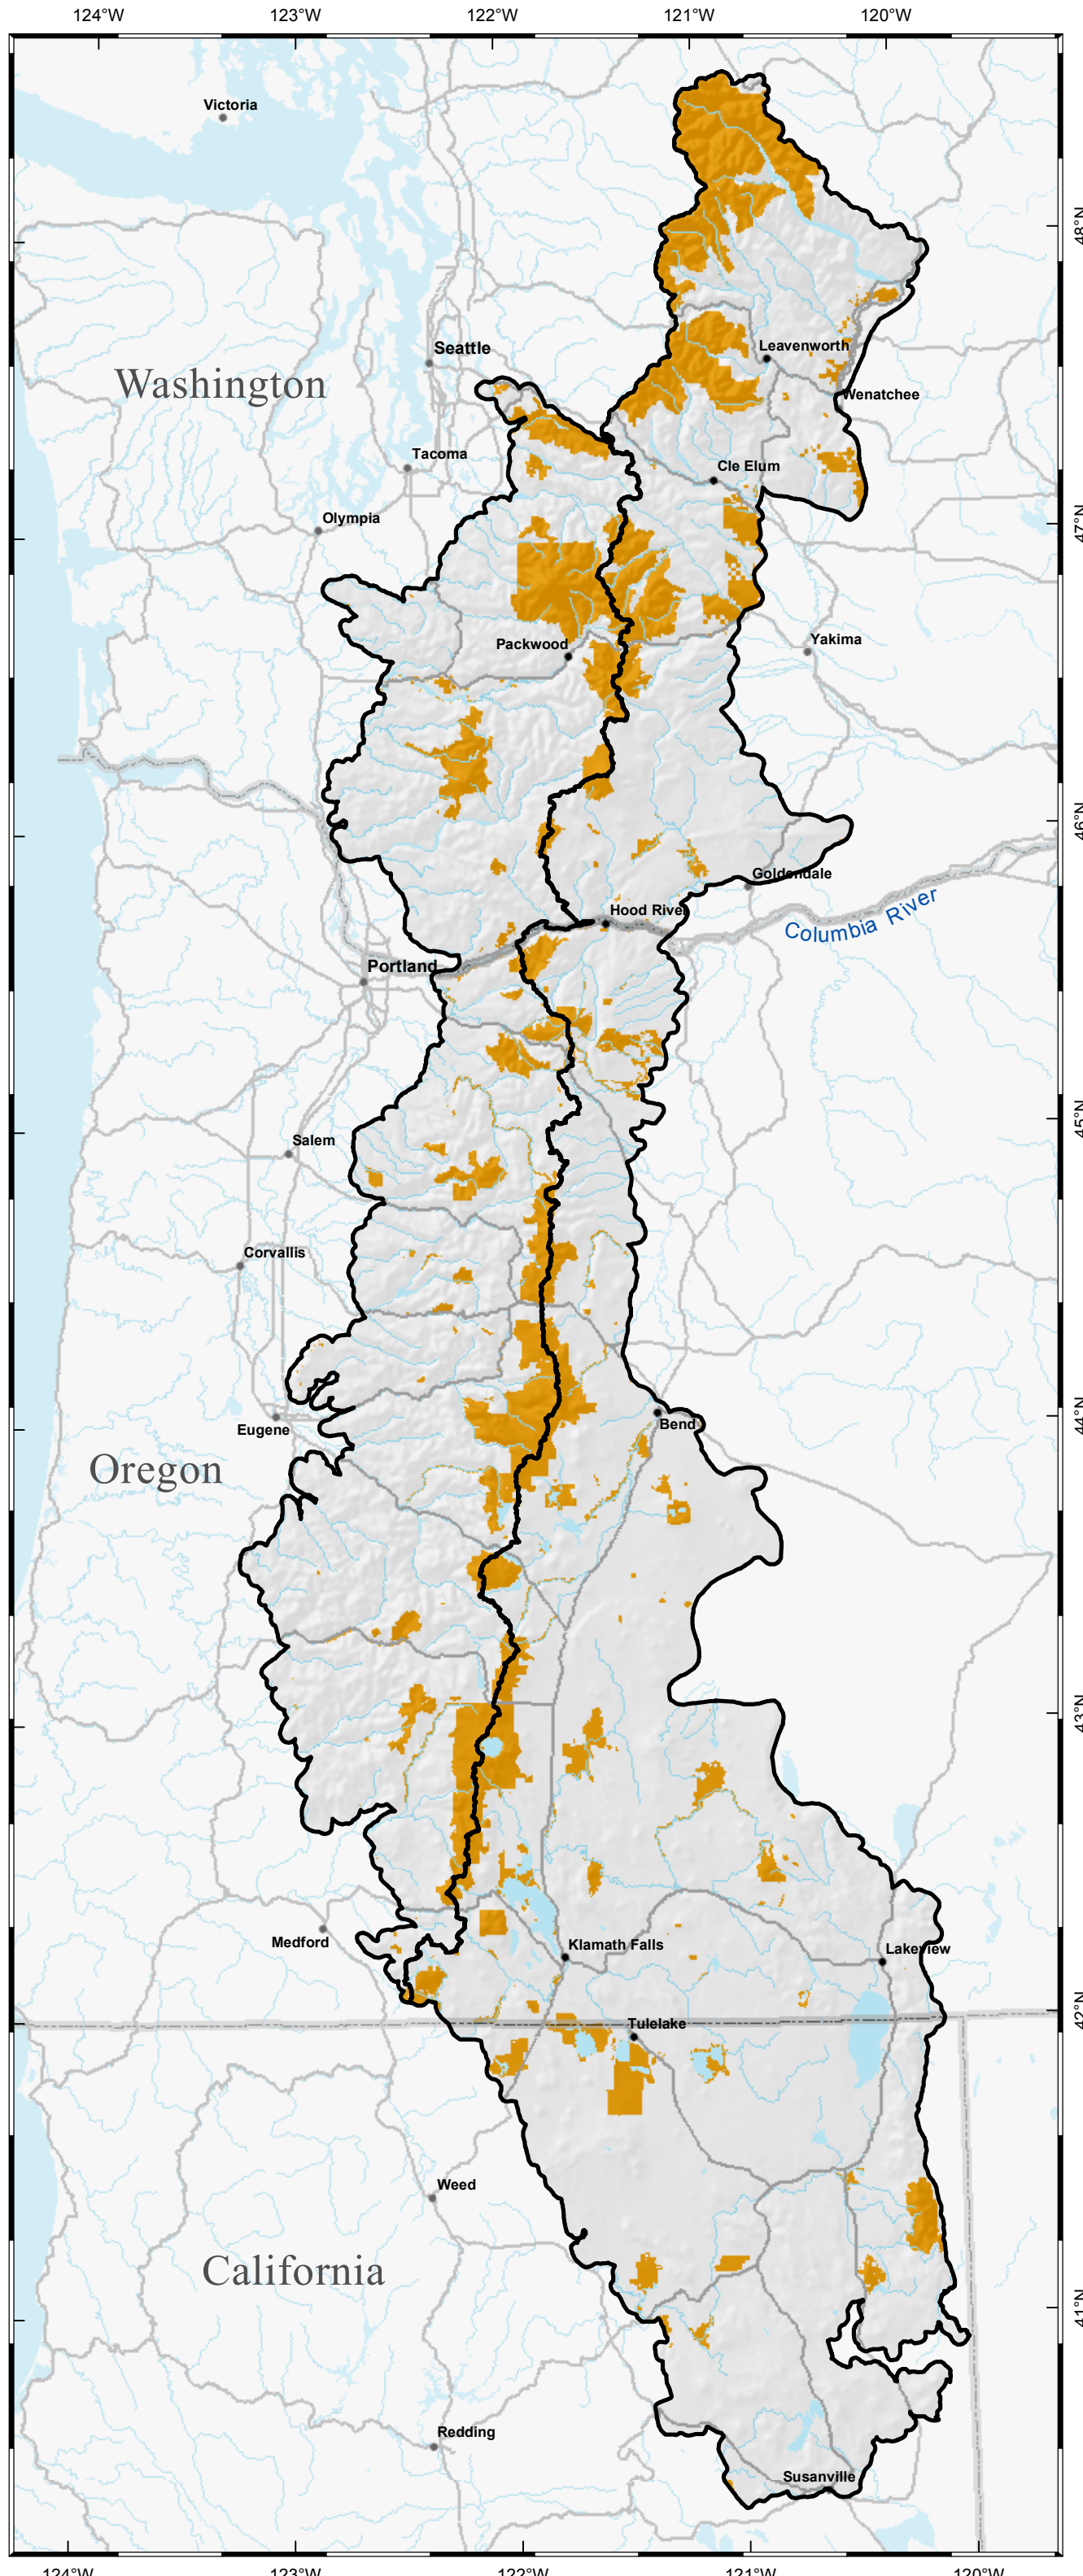 124°W 123°W 122°W 121°W 120°W
Victoria
48°N
Seattle
Leavenworth
Washington
Wenatchee
Tacoma
Cle Elum
Olympia
47°N
Yakima
Packwood
46°N
Goldendale
Hood River
Columbia River
Portland
45°N
Salem
Corvallis
44°N
Bend
Eugene
Oregon
43°N
Medford
Klamath Falls
Lakeview
42°N
Tulelake
Weed
California
41°N
Redding
Susanville
124°W 123°W 122°W 121°W 120°W